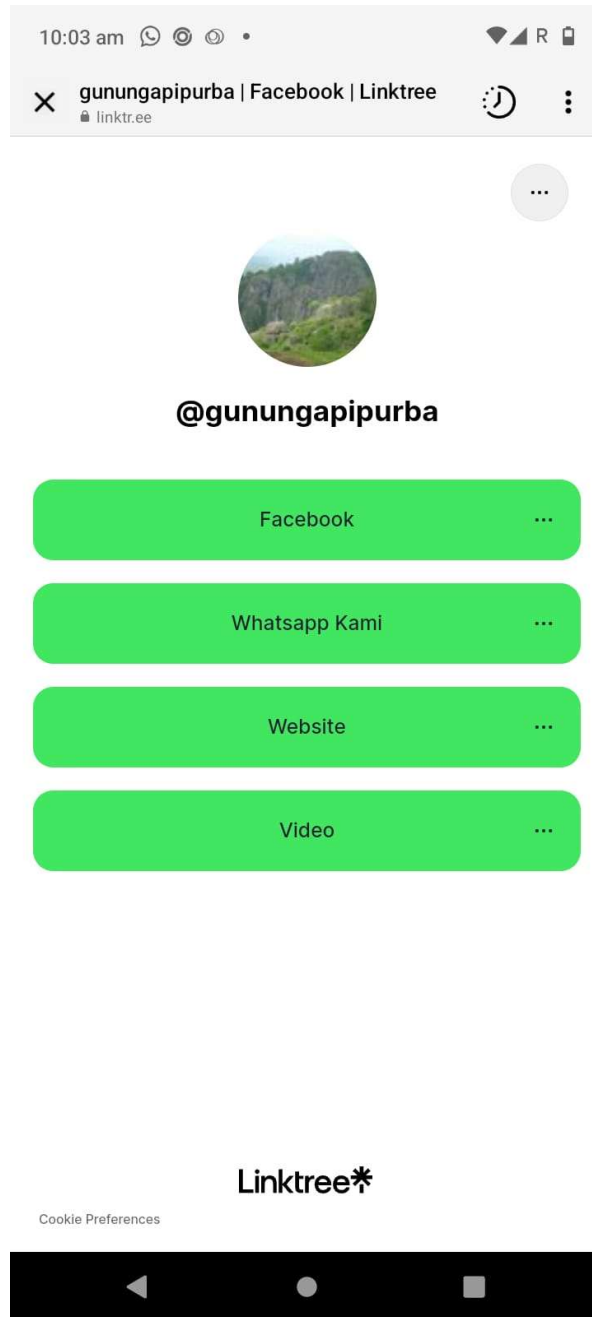 10:03 am
R
gunungapipurba | Facebook | Linktree
linktr.ee
@gunungapipurba
Facebook
Whatsapp Kami
Website
Video
Linktree
Cookie Preferences